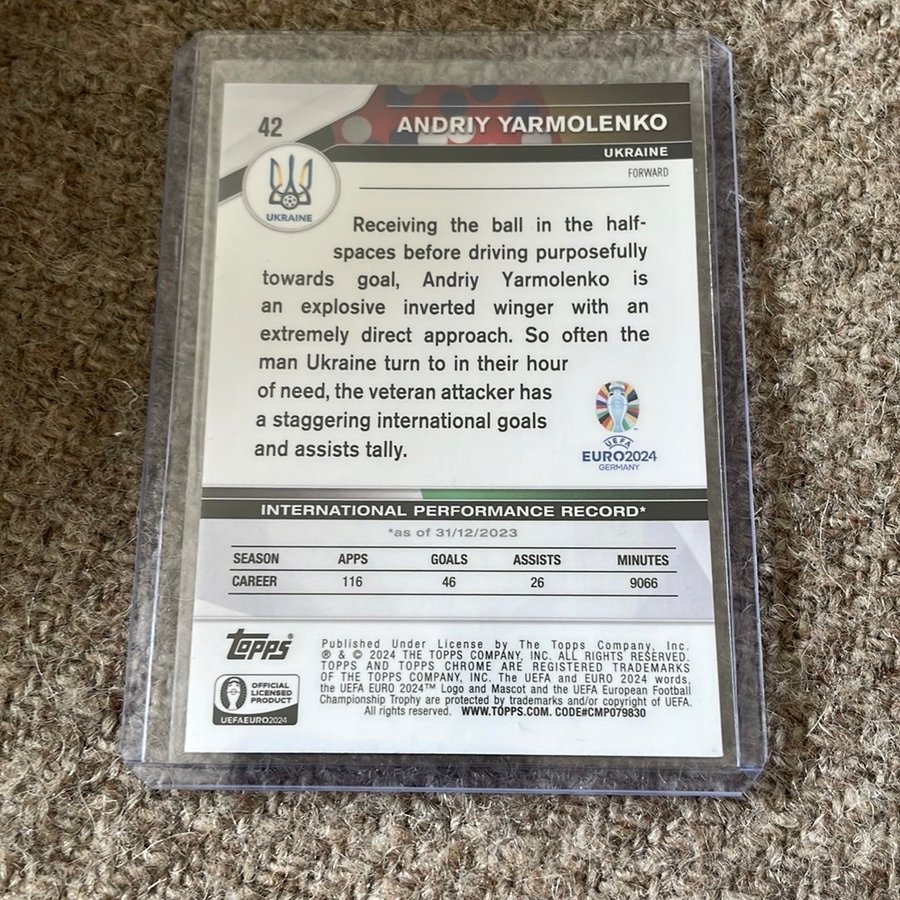 42
ANDRIY YARMOLENKO
UKRAINE
FORWARD
UKRAINE
Receiving the ball in the half-
spaces before driving purposefully
towards goal, Andriy Yarmolenko is
an explosive inverted winger with an
extremely direct approach. So often the
man Ukraine turn to in their hour
of need, the veteran attacker has
a staggering international goals
and assists tally.
UEFA
EURO2024
GERMANY
INTERNATIONAL PERFORMANCE RECORD*
*as of 31/12/2023
SEASON APPS GOALS ASSISTS MINUTES
CAREER 116 46 26 9066
Topps®
OFFICIAL
LICENSED
PRODUCT
UEFAEURO2024
Published Under License by The Topps Company, Inc.
® & © 2024 THE TOPPS COMPANY, INC. ALL RIGHTS RESERVED.
TOPPS AND TOPPS CHROME ARE REGISTERED TRADEMARKS
OF THE TOPPS COMPANY, INC. The UEFA and EURO 2024 words,
the UEFA EURO 2024™ Logo and Mascot and the UEFA European Football
Championship Trophy are protected by trademarks and/or copyright of UEFA.
All rights reserved. WWW.TOPPS.COM. CODE#CMP079830